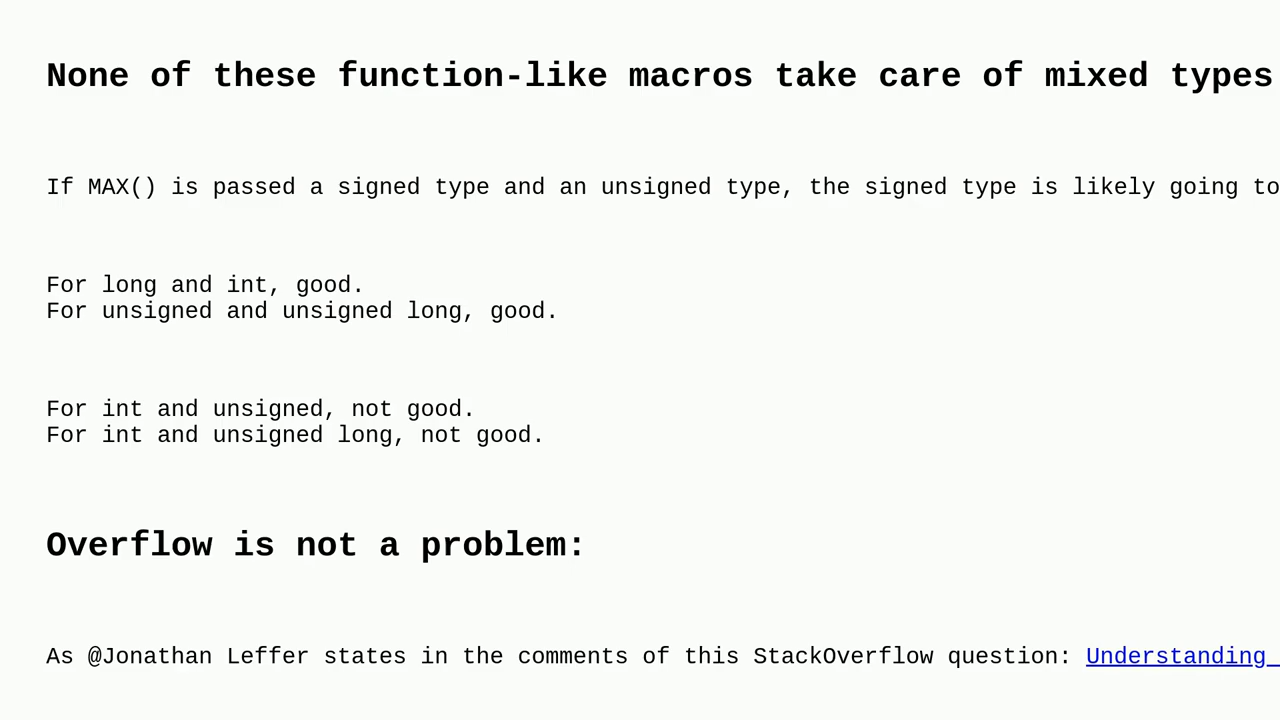 None of these function-like macros take care of mixed types
If MAX() is passed a signed type and an unsigned type, the signed type is likely going to
For long and int, good.
For unsigned and unsigned long, good.
For int and unsigned, not good.
For int and unsigned long, not good.
Overflow is not a problem:
As @Jonathan Leffer states in the comments of this StackOverflow question: Understanding